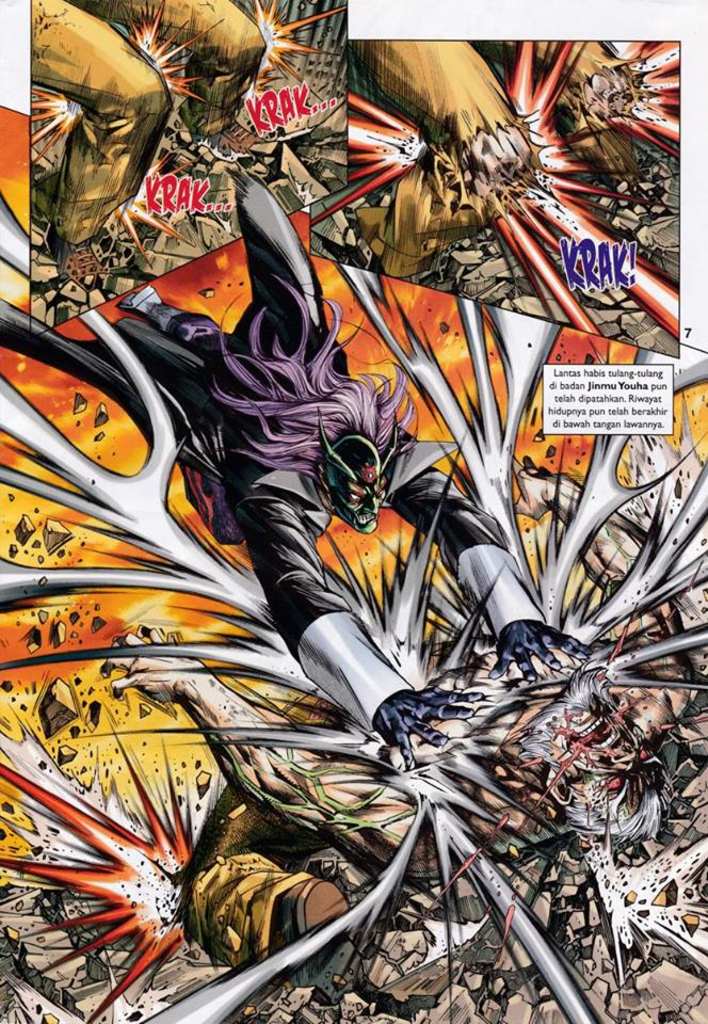 KRAK...
KRAK...
KRAK!
7
Lantas habis tulang-tulang
di badan Jinmu Youha pun
telah dipatahkan. Riwayat
hidupnya pun telah berakhir
di bawah tangan lawannya.